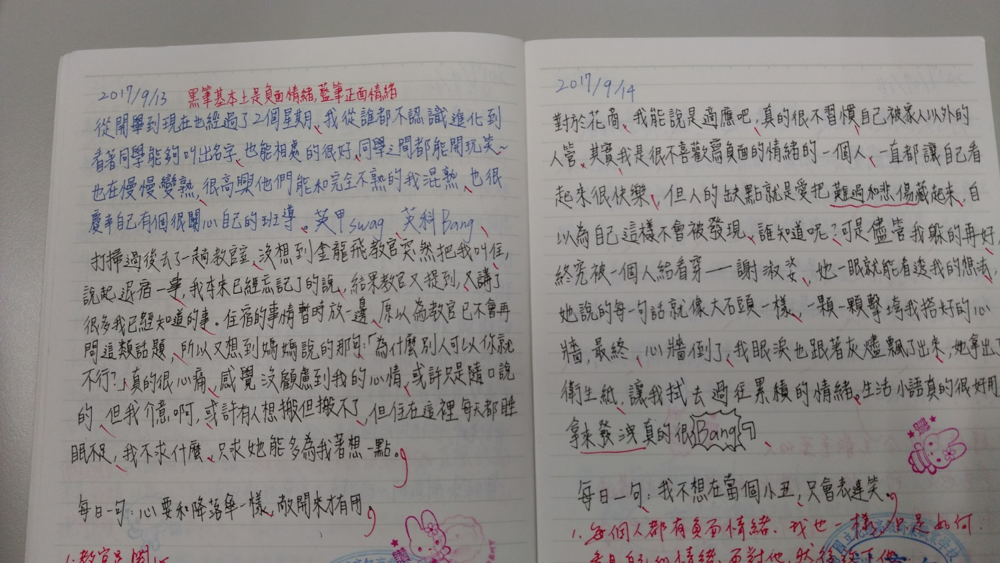 2017/9/13 黑筆基本上是負面情緒,藍筆正面情緒
從開學到現在也經過了2個星期、我從誰都不認識進化到
看著同學能夠叫出名字、也能相處的很好、同學之間都能開玩笑~
也在慢慢變熟、很高興他們能和完全不熟的我混熟、也很
慶幸自己有個很關心自己的班導。英甲swag、英科Bang、
打掃過後去了一趟教官室、沒想到金龍飛教官突然把我叫住,
說起退宿一事,我本來已經忘記了的說,結果教官又提到,又講了
很多我已經知道的事。住宿的事情暫時放一邊、原以為教官已不會再
問這類話題、所以又想到媽媽說的那句:「為什麼別人可以你就
不行?」真的很心痛、感覺沒顧慮到我的心情、或許只是隨口說
的、但我介意啊,或許有人想搬但搬不了、但住在這裡每天都睡
眠不足,我不求什麼、只求她能多為我著想一點。
每日一句:心要和降落傘一樣、敞開來才有用。
1.教官是
2017/9/14
對於花商、我能說是適應吧、真的很不習慣自己被家人以外的
人管、其實我是很不喜歡寫負面的情緒的一個人、一直都讓自己看
起來很快樂、但人的缺點就是愛把難過和悲傷藏起來、自
以為自己這樣不會被發現、誰知道呢?可是儘管我躲的再好,
終究被一個人給看穿——謝淑姿、她一眼就能看透我的想法,
她說的每一句話就像大石頭一樣、一顆一顆擊垮我搭好的心
牆,最終,心牆倒了、我眼淚也跟著灰燼飄了出來、她拿出了
衛生紙、讓我拭去過往累積的情緒。生活小語真的很好用,
拿來發洩真的很Bang
每日一句:我不想在當個小丑、只會表達笑。
1.每個人都有負面情緒、我也一樣,只是如何
看見自己的情緒,面對他,然後放下他.